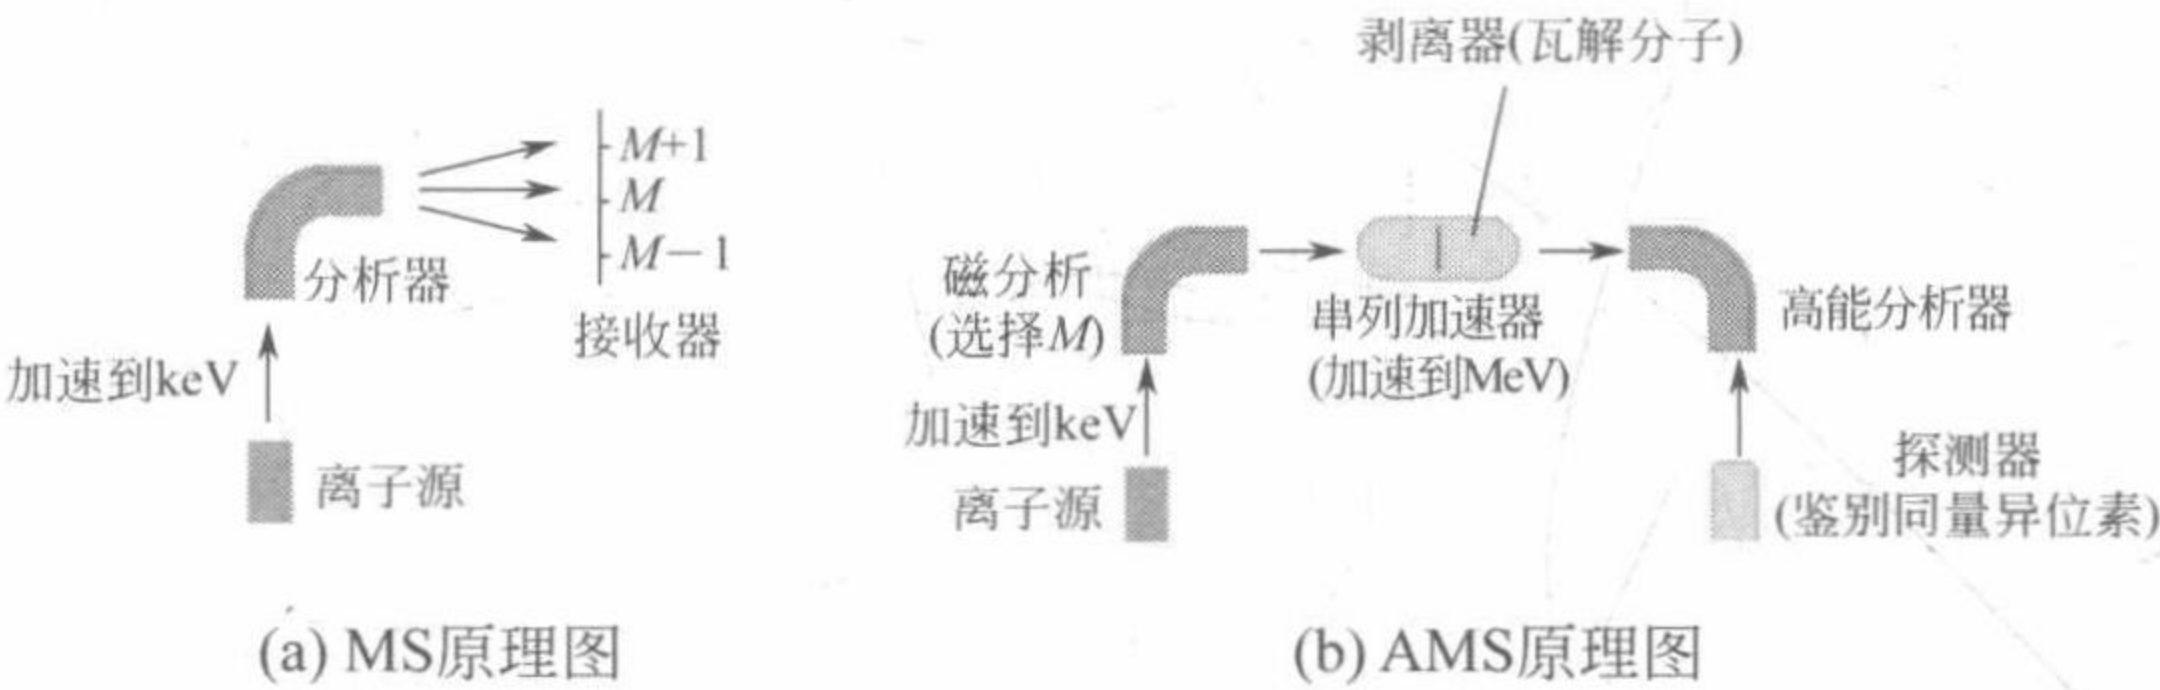 M+1
M
M−1
分析器
接收器
加速到keV
离子源
(a) MS原理图
剥离器(瓦解分子)
磁分析
(选择M)
串列加速器
(加速到MeV)
高能分析器
加速到keV
离子源
探测器
(鉴别同量异位素)
(b) AMS原理图